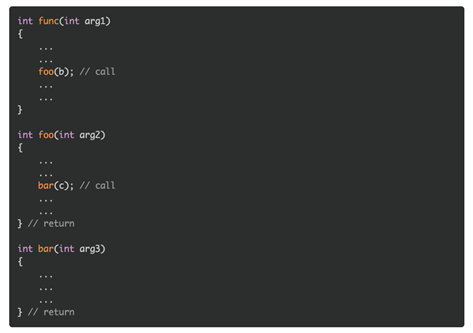 int func(int arg1)
{
    ...
    ...
    foo(b); // call
    ...
    ...
}

int foo(int arg2)
{
    ...
    ...
    bar(c); // call
    ...
    ...
} // return

int bar(int arg3)
{
    ...
    ...
    ...
} // return